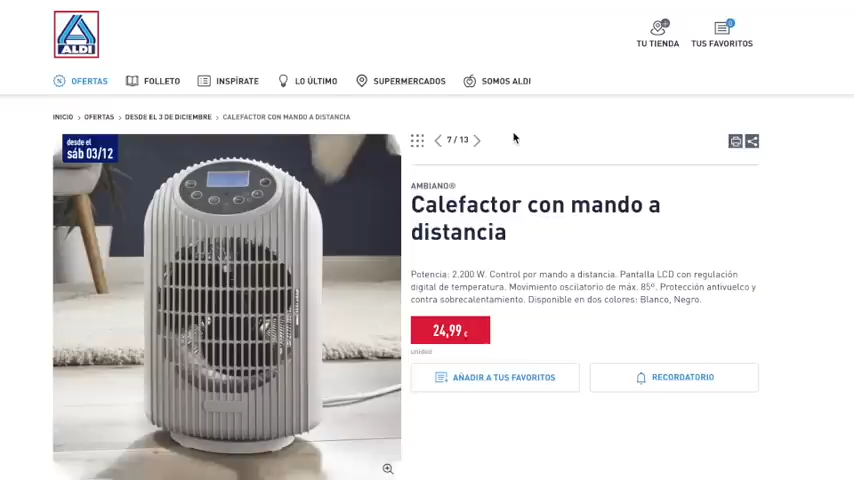 ALDI
TU TIENDA
TUS FAVORITOS
OFERTAS
FOLLETO
INSPÍRATE
LO ÚLTIMO
SUPERMERCADOS
SOMOS ALDI
INICIO > OFERTAS > DESDE EL 3 DE DICIEMBRE > CALEFACTOR CON MANDO A DISTANCIA
desde el
sáb 03/12
7 / 13
AMBIANO®
Calefactor con mando a
distancia
Potencia: 2.200 W. Control por mando a distancia. Pantalla LCD con regulación
digital de temperatura. Movimiento oscilatorio de máx. 85º. Protección antivuelco y
contra sobrecalentamiento. Disponible en dos colores: Blanco, Negro.
24,99 €
unidad
AÑADIR A TUS FAVORITOS
RECORDATORIO